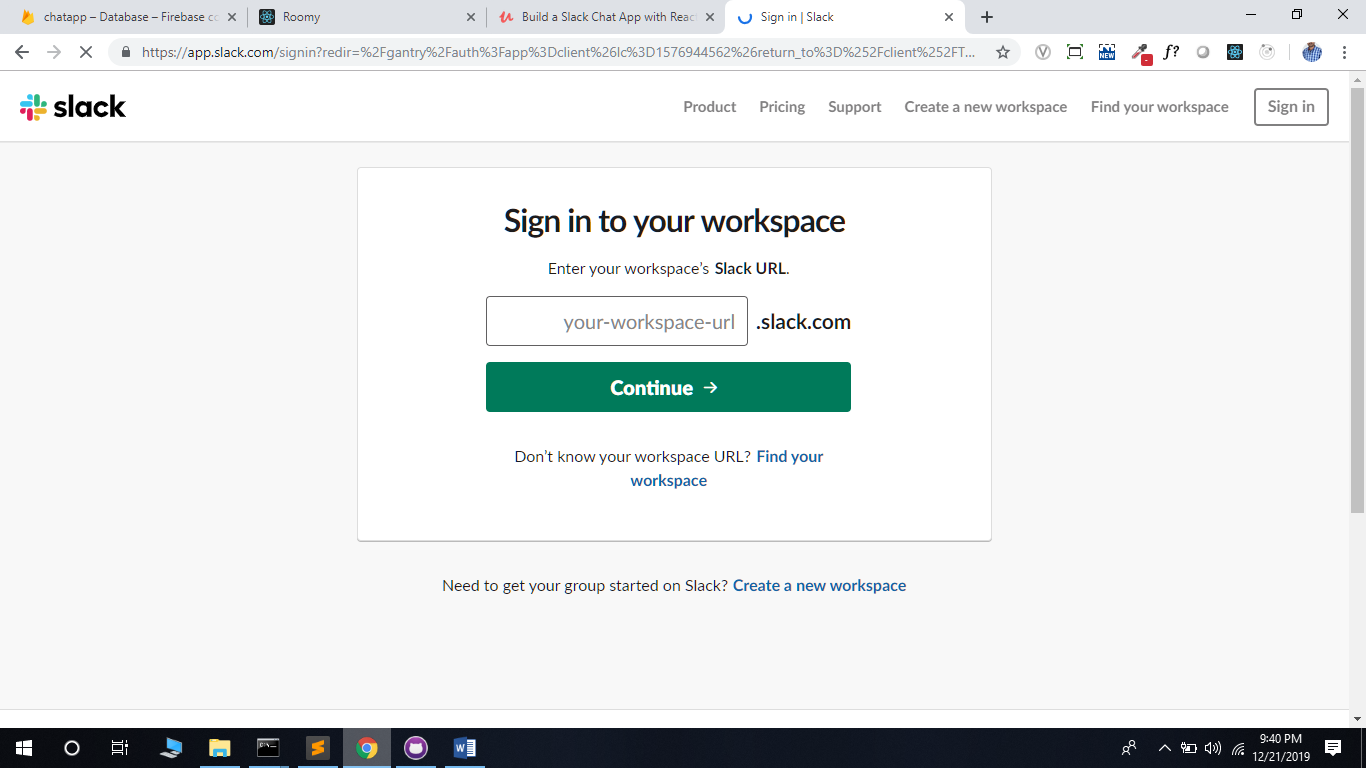 chatapp – Database – Firebase co
Roomy
Build a Slack Chat App with Reac
Sign in | Slack
https://app.slack.com/signin?redir=%2Fgantry%2Fauth%3Fapp%3Dclient%26lc%3D1576944562%26return_to%3D%252Fclient%252FT...
NEW
f?
slack
Product
Pricing
Support
Create a new workspace
Find your workspace
Sign in
Sign in to your workspace
Enter your workspace’s Slack URL.
your-workspace-url .slack.com
Continue →
Don’t know your workspace URL? Find your
workspace
Need to get your group started on Slack? Create a new workspace
9:40 PM
12/21/2019